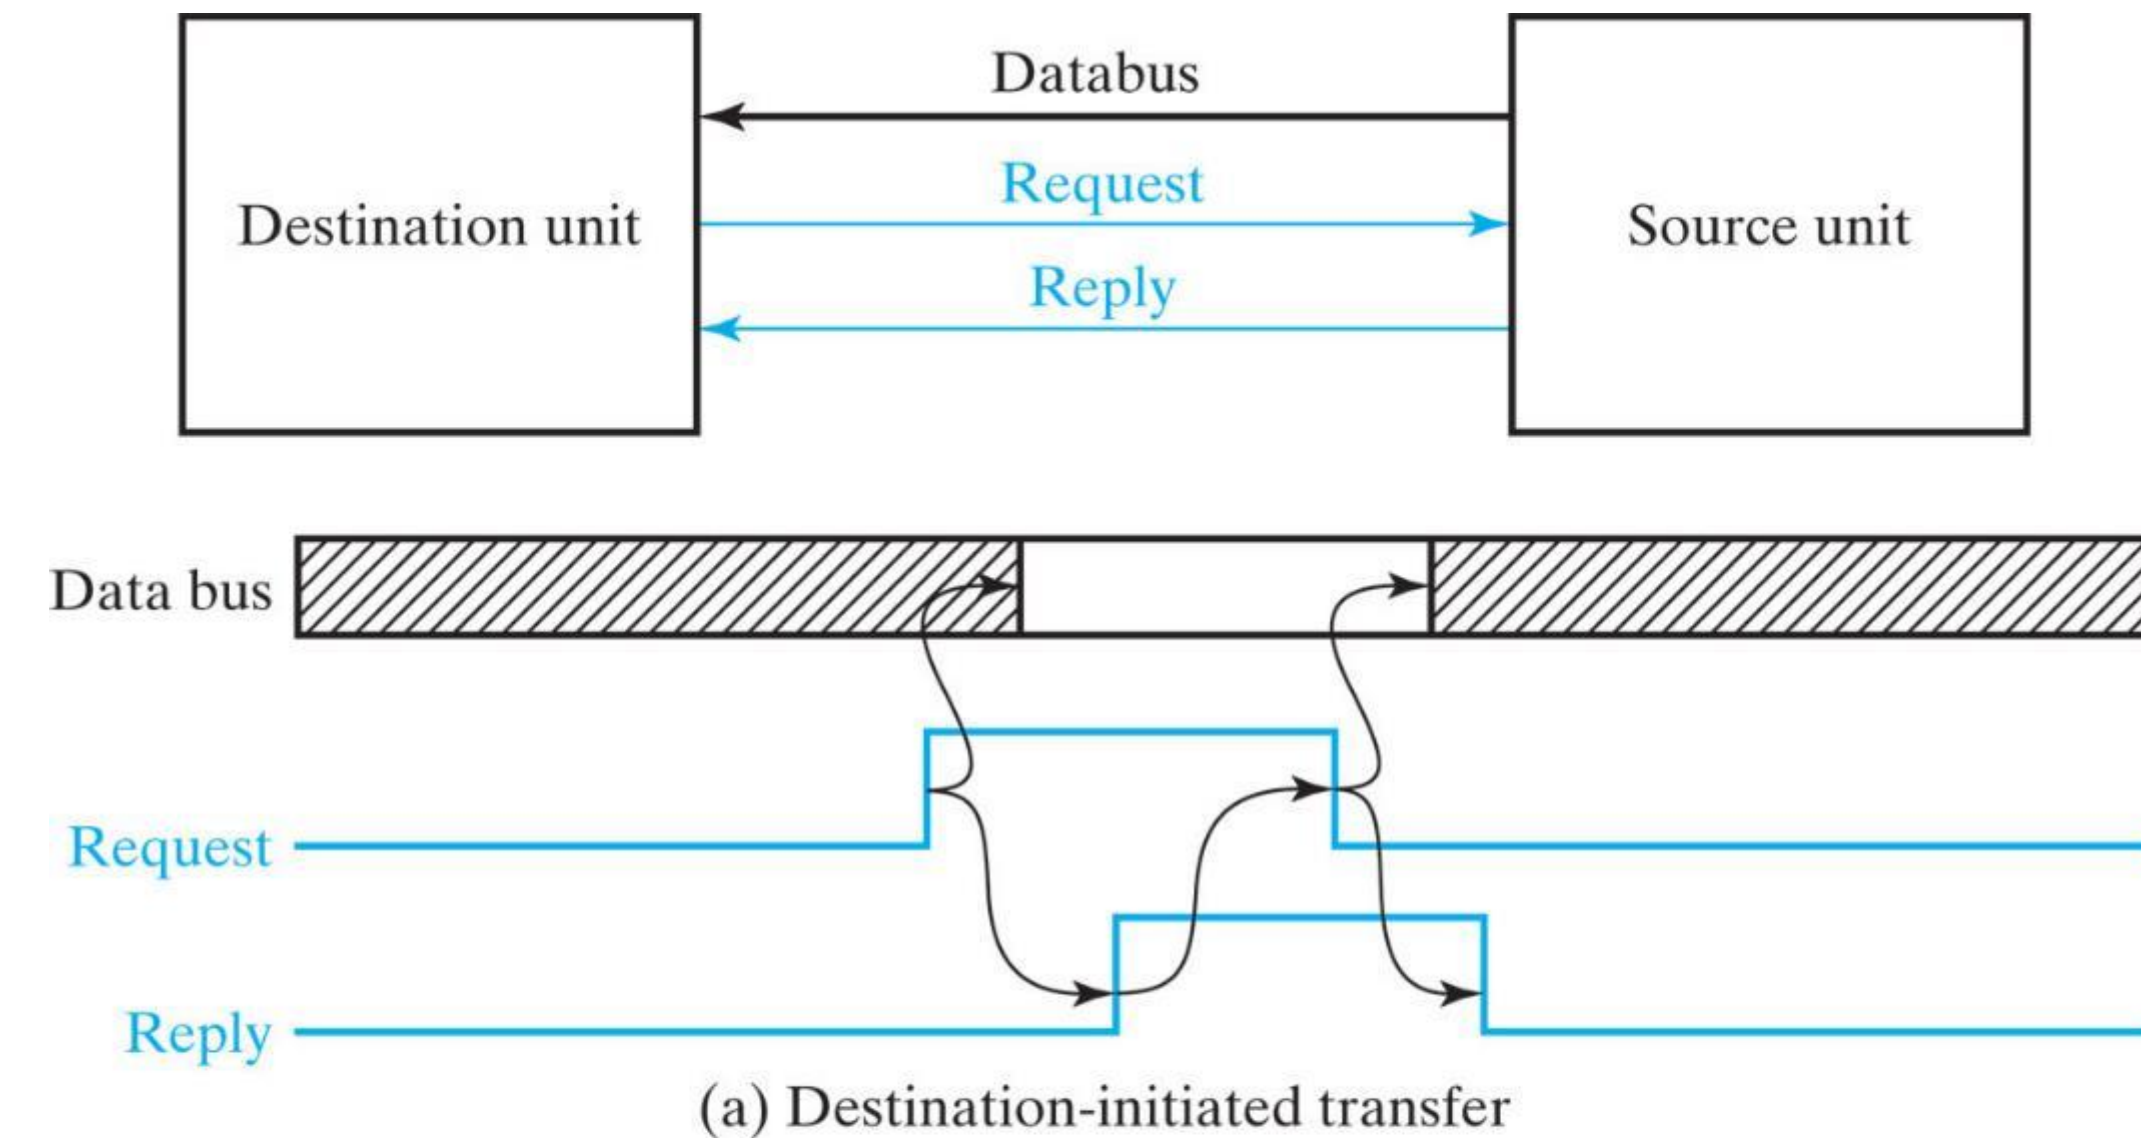 Databus
Request
Destination unit
Source unit
Reply
Data bus
Request
Reply
(a) Destination-initiated transfer